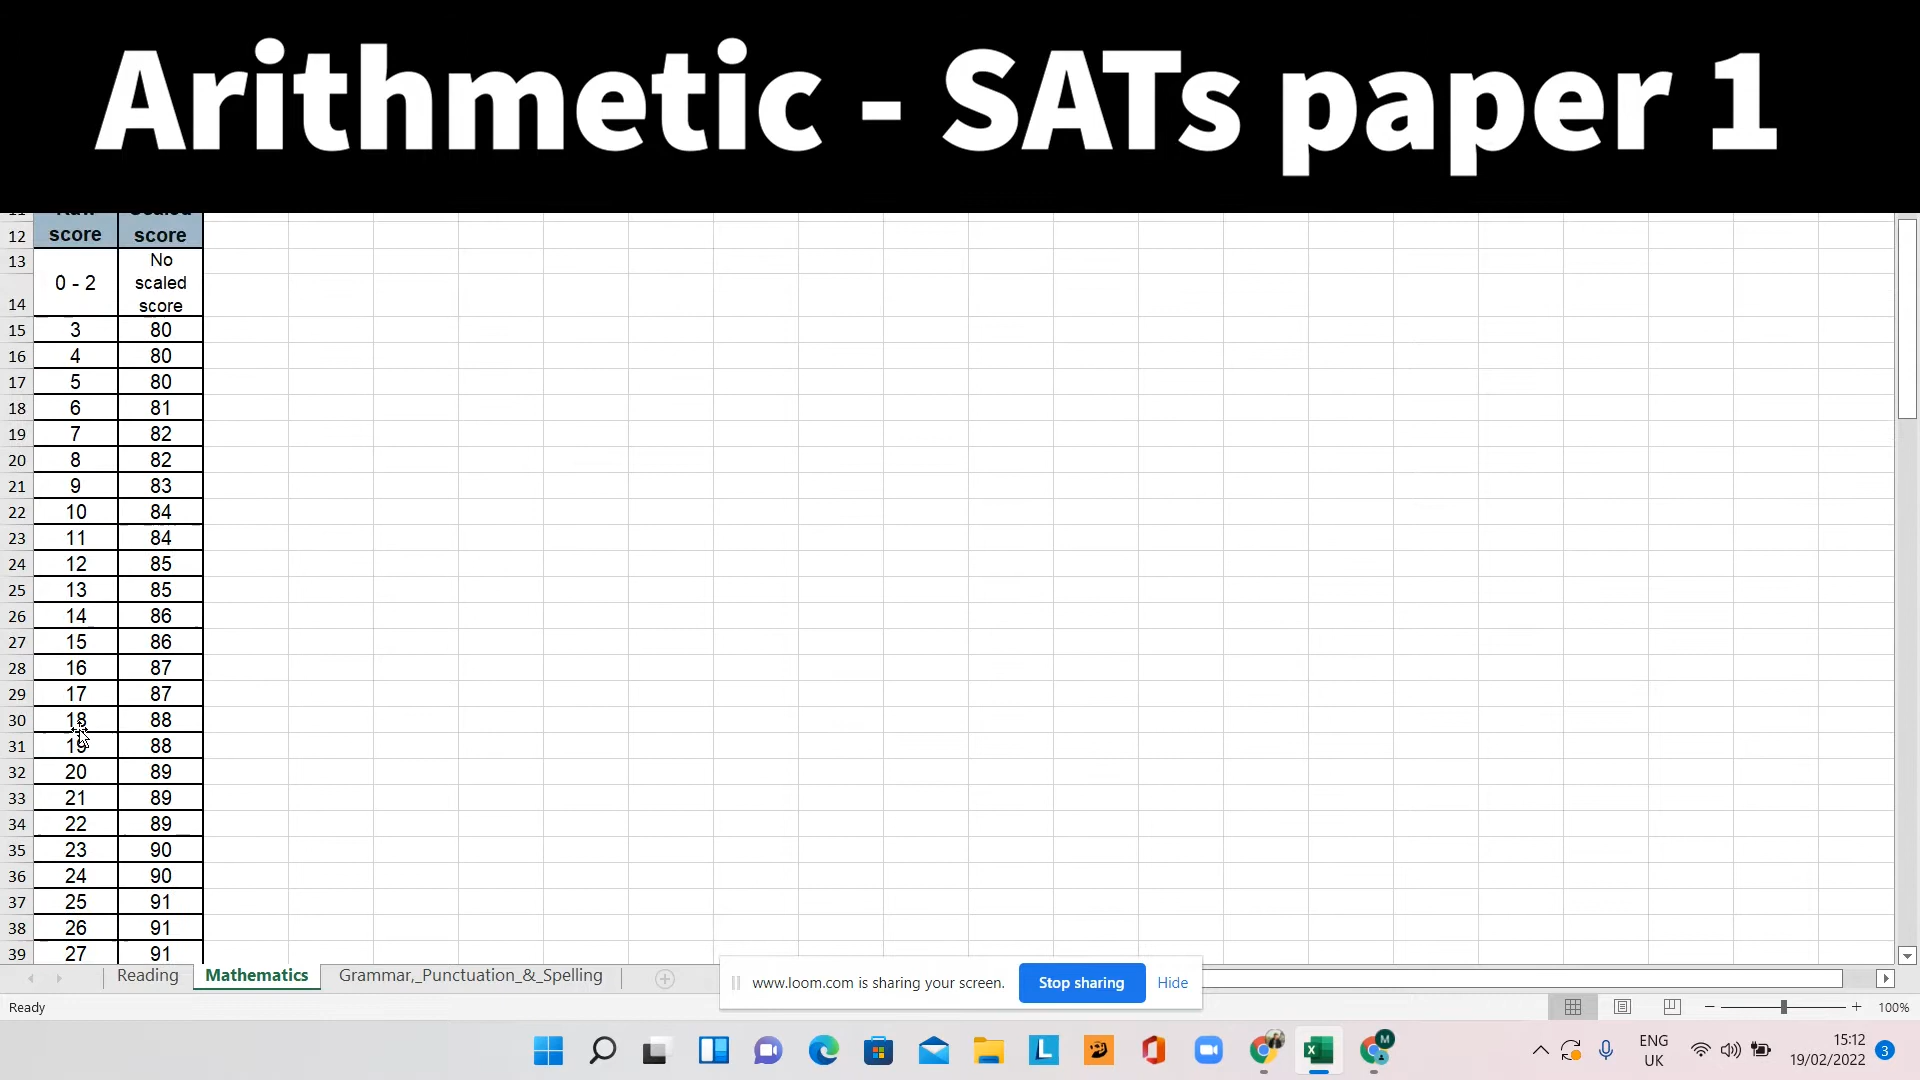 Arithmetic - SATs paper 1
12 score score
13 No
0 - 2 scaled
14 score
15 3 80
16 4 80
17 5 80
18 6 81
19 7 82
20 8 82
21 9 83
22 10 84
23 11 84
24 12 85
25 13 85
26 14 86
27 15 86
28 16 87
29 17 87
30 18 88
31 19 88
32 20 89
33 21 89
34 22 89
35 23 90
36 24 90
37 25 91
38 26 91
39 27 91
Reading Mathematics Grammar,_Punctuation_&_Spelling
www.loom.com is sharing your screen. Stop sharing Hide
Ready 100%
ENG 15:12
UK 19/02/2022 3
L
M